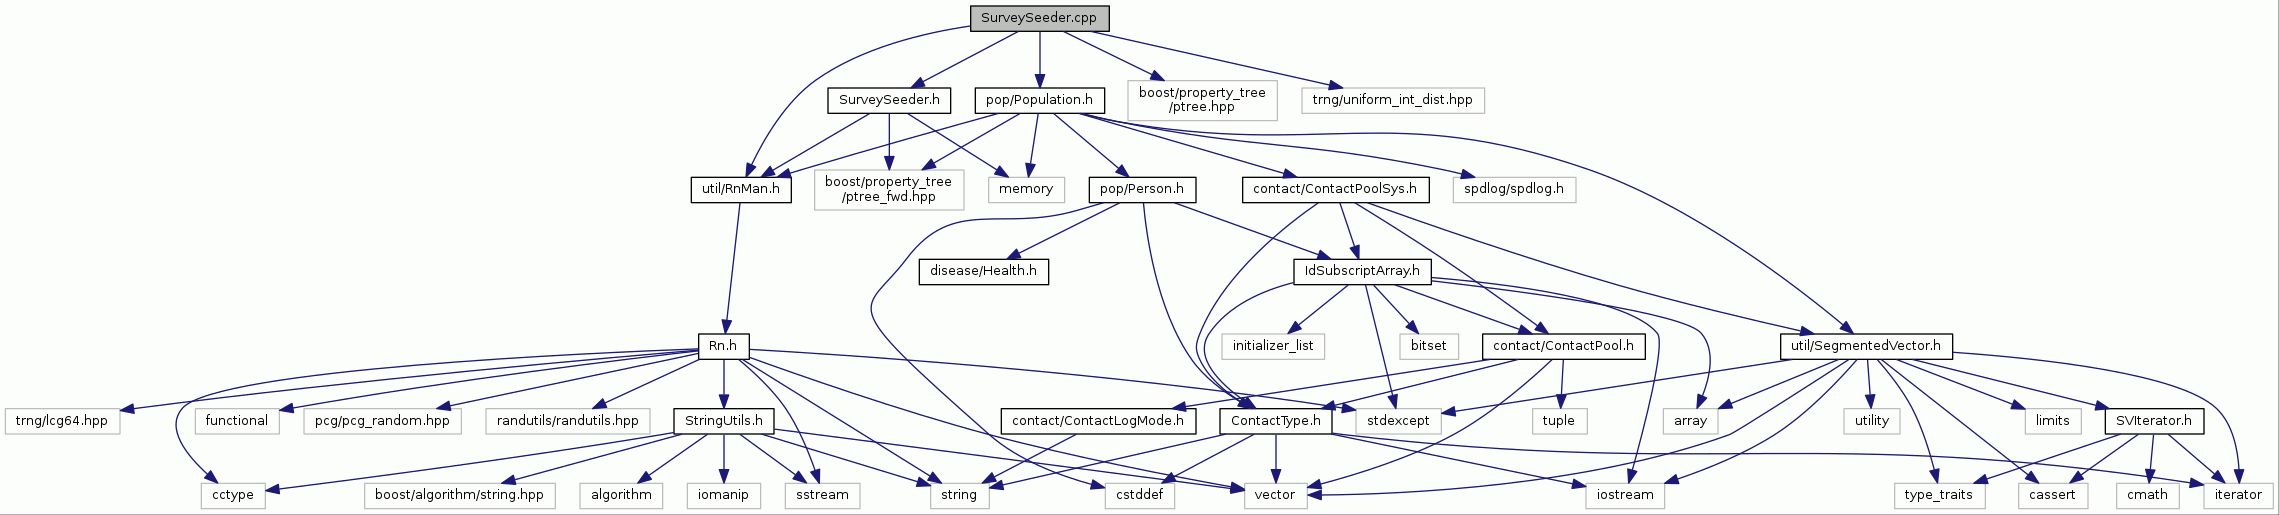 SurveySeeder.cpp
SurveySeeder.h
pop/Population.h
boost/property_tree
/ptree.hpp
trng/uniform_int_dist.hpp
util/RnMan.h
boost/property_tree
/ptree_fwd.hpp
memory
pop/Person.h
contact/ContactPoolSys.h
spdlog/spdlog.h
disease/Health.h
IdSubscriptArray.h
Rn.h
initializer_list
bitset
contact/ContactPool.h
util/SegmentedVector.h
trng/lcg64.hpp
functional
pcg/pcg_random.hpp
randutils/randutils.hpp
StringUtils.h
contact/ContactLogMode.h
ContactType.h
stdexcept
tuple
array
utility
limits
SVIterator.h
cctype
boost/algorithm/string.hpp
algorithm
iomanip
sstream
string
cstddef
vector
iostream
type_traits
cassert
cmath
iterator